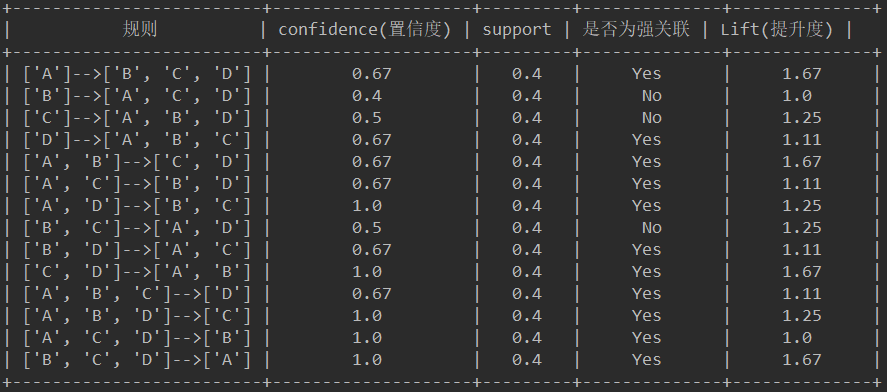 规则 | confidence(置信度) | support | 是否为强关联 | Lift(提升度) |
| ['A']-->['B', 'C', 'D'] | 0.67 | 0.4 | Yes | 1.67 |
| ['B']-->['A', 'C', 'D'] | 0.4 | 0.4 | No | 1.0 |
| ['C']-->['A', 'B', 'D'] | 0.5 | 0.4 | No | 1.25 |
| ['D']-->['A', 'B', 'C'] | 0.67 | 0.4 | Yes | 1.11 |
| ['A', 'B']-->['C', 'D'] | 0.67 | 0.4 | Yes | 1.67 |
| ['A', 'C']-->['B', 'D'] | 0.67 | 0.4 | Yes | 1.11 |
| ['A', 'D']-->['B', 'C'] | 1.0 | 0.4 | Yes | 1.25 |
| ['B', 'C']-->['A', 'D'] | 0.5 | 0.4 | No | 1.25 |
| ['B', 'D']-->['A', 'C'] | 0.67 | 0.4 | Yes | 1.11 |
| ['C', 'D']-->['A', 'B'] | 1.0 | 0.4 | Yes | 1.67 |
| ['A', 'B', 'C']-->['D'] | 0.67 | 0.4 | Yes | 1.11 |
| ['A', 'B', 'D']-->['C'] | 1.0 | 0.4 | Yes | 1.25 |
| ['A', 'C', 'D']-->['B'] | 1.0 | 0.4 | Yes | 1.0 |
| ['B', 'C', 'D']-->['A'] | 1.0 | 0.4 | Yes | 1.67 |